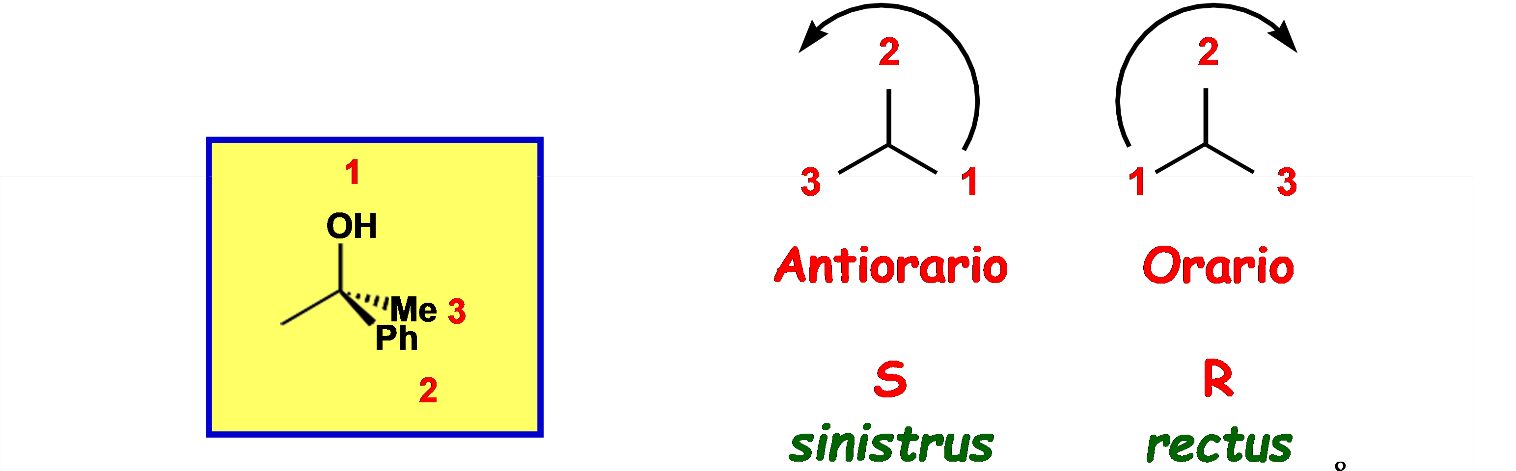 2
2
1
OH
Me 3
Ph
2
3
1
1
3
Antiorario
Orario
S
R
sinistrus
rectus
o